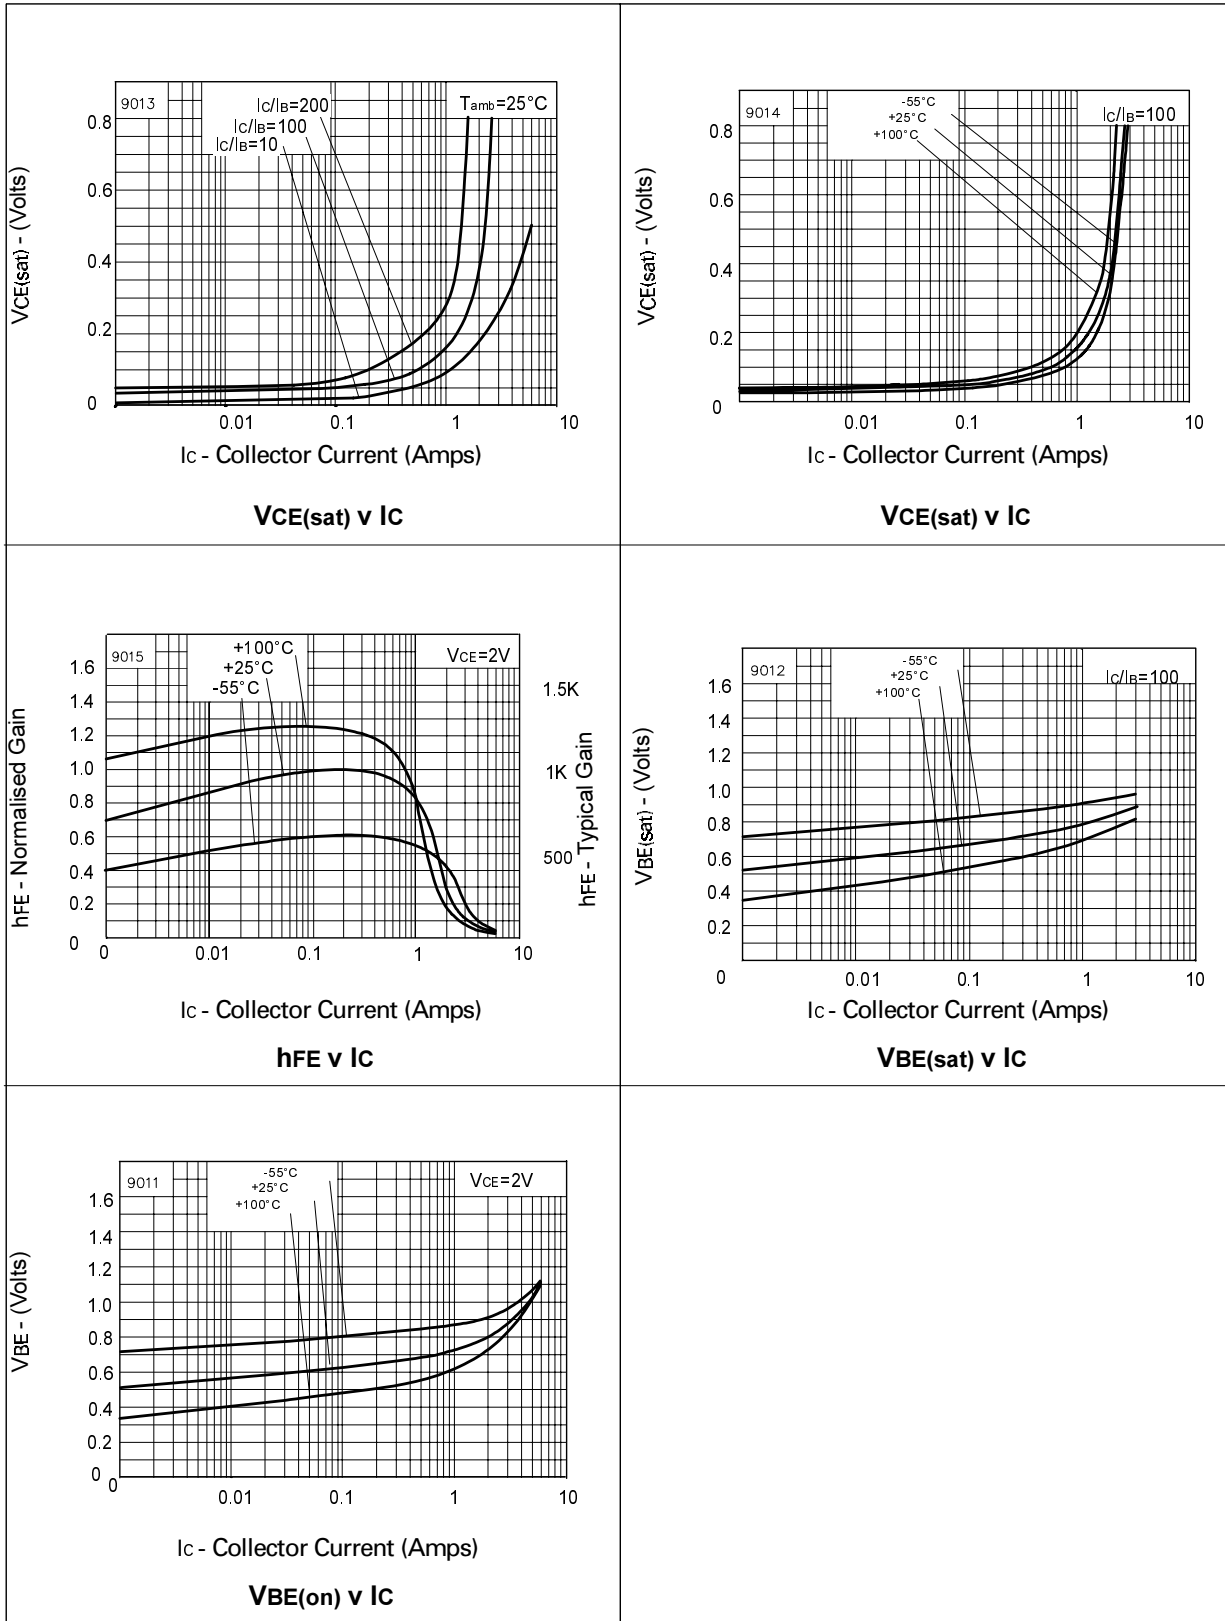 9013
IC/IB=200
IC/IB=100
IC/IB=10
Tamb=25°C
0.8
0.6
0.4
0.2
0
0.01
0.1
1
10
VCE(sat) - (Volts)
IC - Collector Current (Amps)
VCE(sat) v IC
9014
-55°C
+25°C
+100°C
IC/IB=100
0.8
0.6
0.4
0.2
0
0.01
0.1
1
10
VCE(sat) - (Volts)
IC - Collector Current (Amps)
VCE(sat) v IC
9015
+100°C
+25°C
-55°C
VCE=2V
1.6
1.4
1.2
1.0
0.8
0.6
0.4
0.2
0
0
0.01
0.1
1
10
1.5K
1K
500
hFE - Normalised Gain
hFE - Typical Gain
IC - Collector Current (Amps)
hFE v IC
9012
-55°C
+25°C
+100°C
IC/IB=100
1.6
1.4
1.2
1.0
0.8
0.6
0.4
0.2
0
0.01
0.1
1
10
VBE(sat) - (Volts)
IC - Collector Current (Amps)
VBE(sat) v IC
9011
-55°C
+25°C
+100°C
VCE=2V
1.6
1.4
1.2
1.0
0.8
0.6
0.4
0.2
0
0
0.01
0.1
1
10
VBE - (Volts)
IC - Collector Current (Amps)
VBE(on) v IC